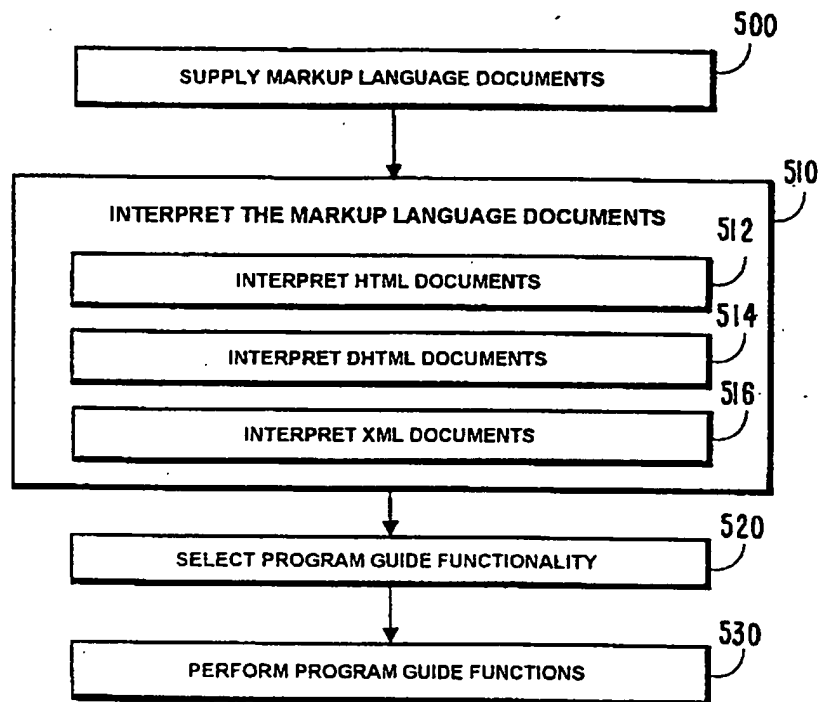 500
SUPPLY MARKUP LANGUAGE DOCUMENTS
510
INTERPRET THE MARKUP LANGUAGE DOCUMENTS
512
INTERPRET HTML DOCUMENTS
514
INTERPRET DHTML DOCUMENTS
516
INTERPRET XML DOCUMENTS
520
SELECT PROGRAM GUIDE FUNCTIONALITY
530
PERFORM PROGRAM GUIDE FUNCTIONS